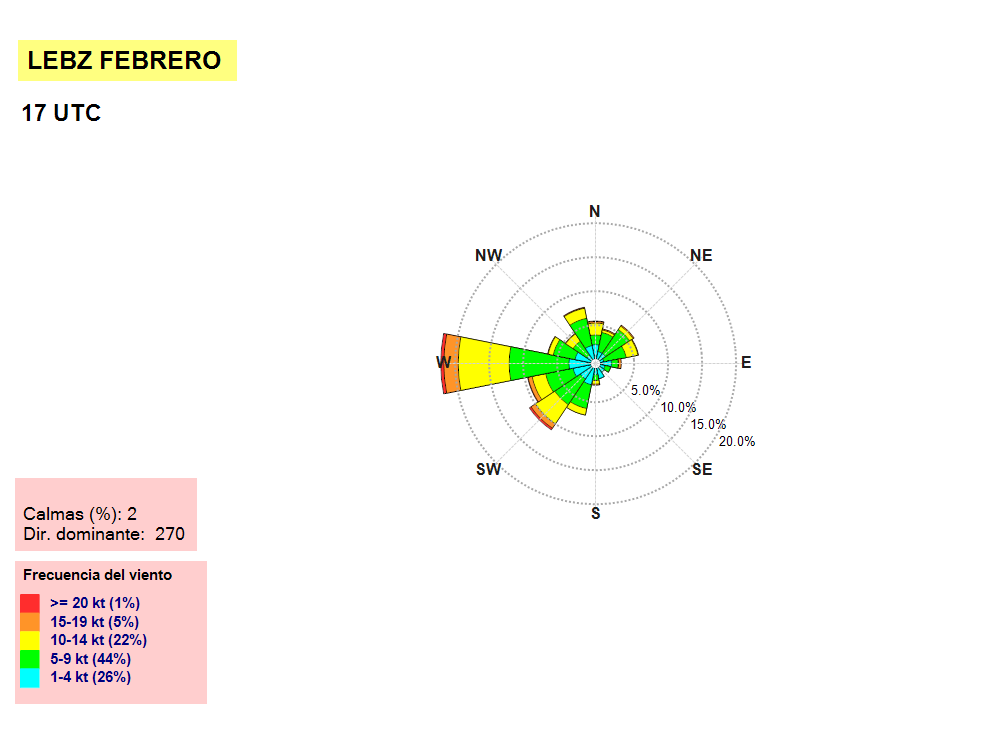 LEBZ FEBRERO
17 UTC
N
NW
NE
W
E
5.0%
10.0%
15.0%
20.0%
SW
SE
S
Calmas (%): 2
Dir. dominante:  270
Frecuencia del viento
>= 20 kt (1%)
15-19 kt (5%)
10-14 kt (22%)
5-9 kt (44%)
1-4 kt (26%)